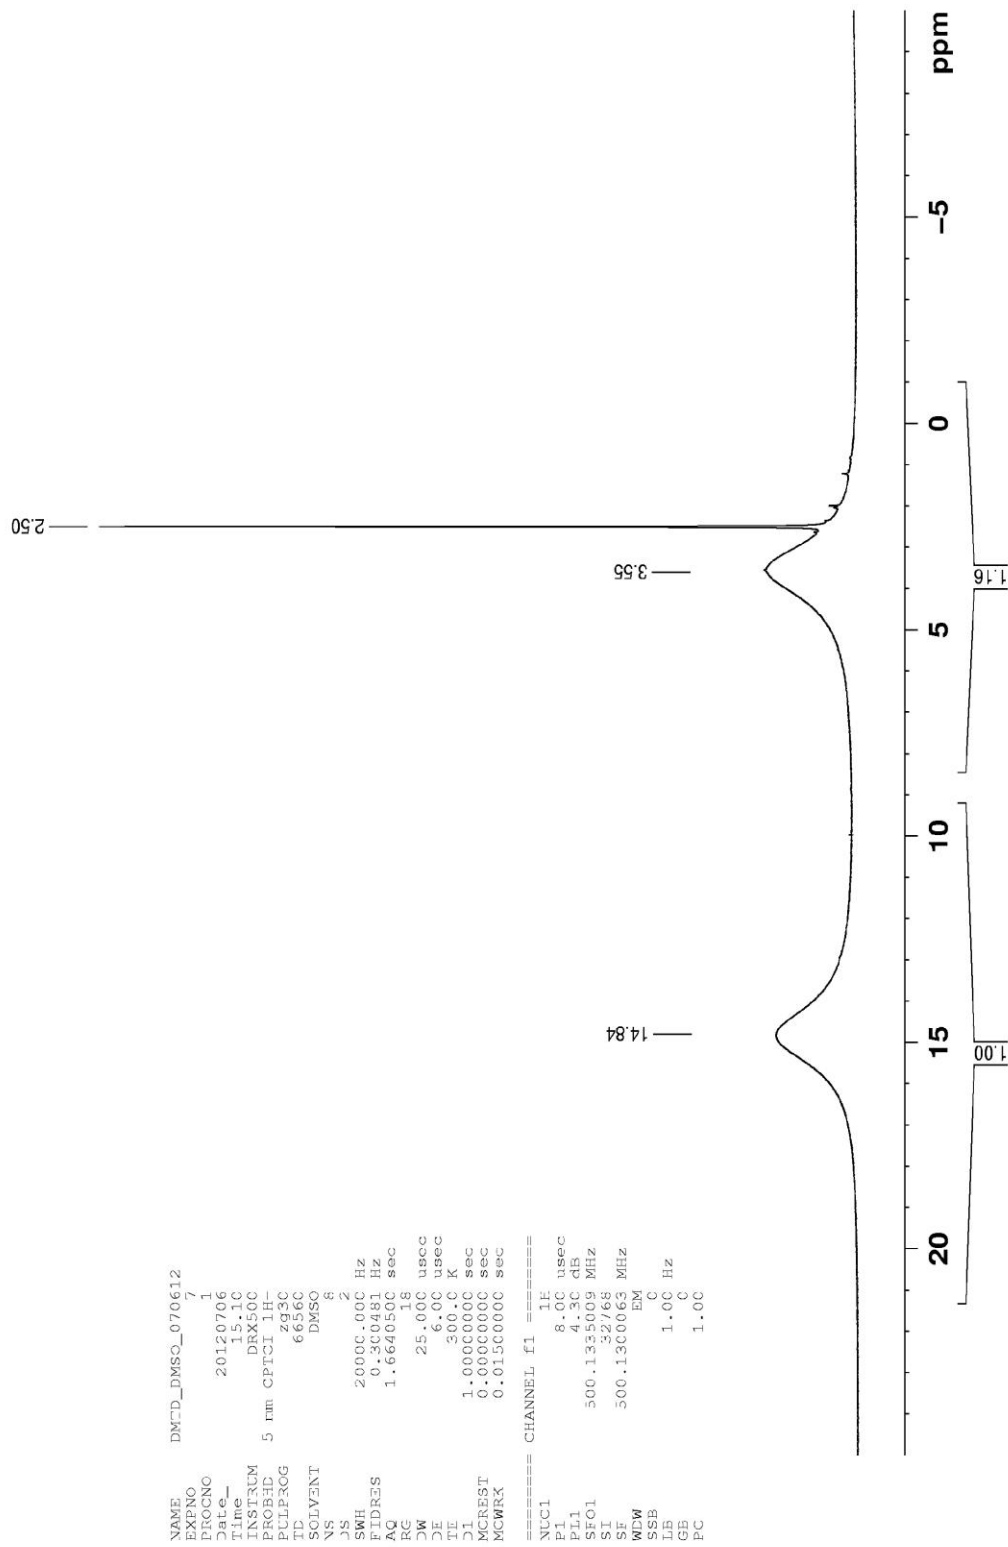 NAME DMTD_DMSO_070612
EXPNO 7
PROCNO 1
Date_ 20120706
Time 15.10
INSTRUM DRX500
PROBHD 5 mm CPTCI 1H-
PULPROG zg30
TD 66560
SOLVENT DMSO
NS 8
DS 2
SWH 20000.000 Hz
FIDRES 0.300481 Hz
AQ 1.6640500 sec
RG 18
DW 25.000 usec
DE 6.00 usec
TE 300.0 K
D1 1.00000000 sec
MCREST 0.00000000 sec
MCWRK 0.01500000 sec
======== CHANNEL f1 ========
NUC1 1H
P1 8.00 usec
PL1 4.30 dB
SFO1 500.1335009 MHz
SI 32768
SF 500.1300063 MHz
WDW EM
SSB 0
LB 1.00 Hz
GB 0
PC 1.00
14.84
3.55
2.50
20 15 10 5 0 -5 ppm
1.00
1.16